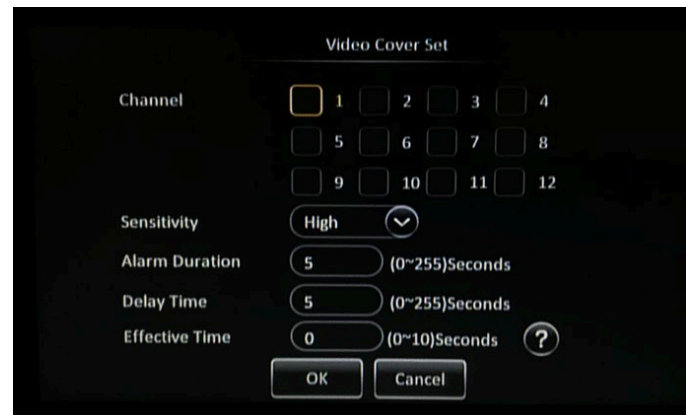 Video Cover Set
Channel 1 2 3 4
5 6 7 8
9 10 11 12
Sensitivity High
Alarm Duration 5 (0~255)Seconds
Delay Time 5 (0~255)Seconds
Effective Time 0 (0~10)Seconds ?
OK Cancel